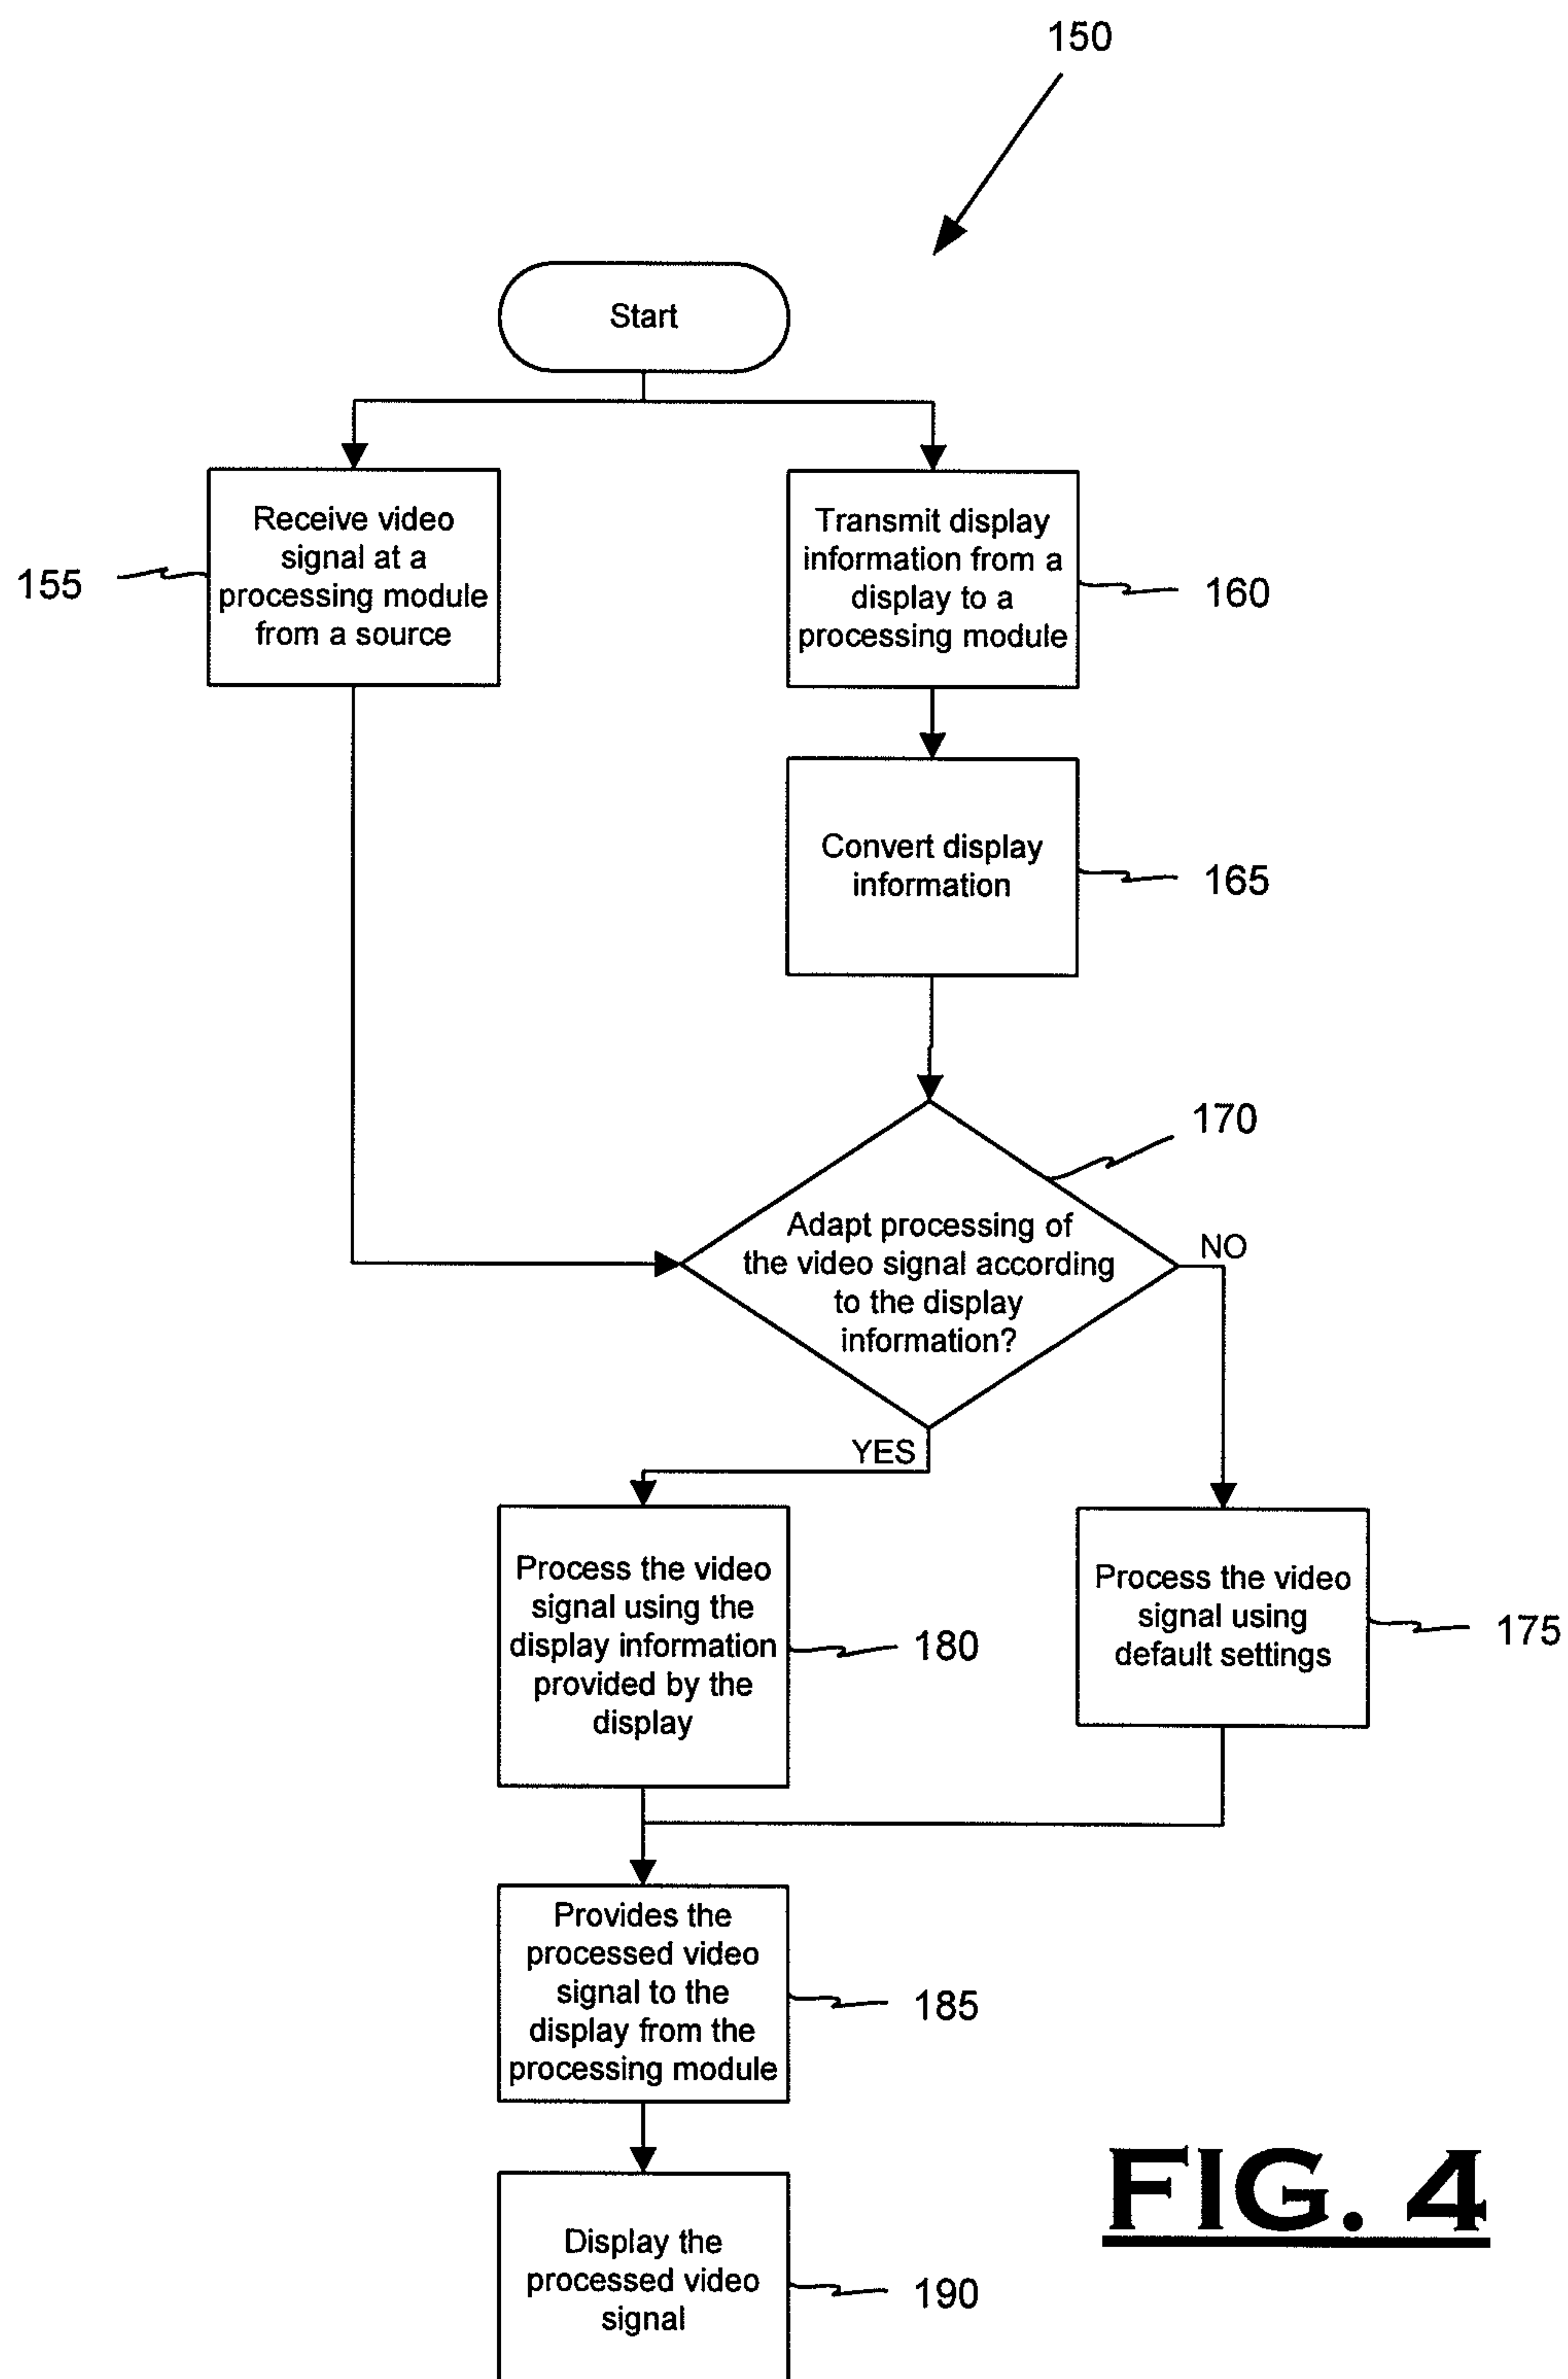 150
Start
Receive video
signal at a
processing module
from a source
155
Transmit display
information from a
display to a
processing module
160
Convert display
information
165
170
Adapt processing of
the video signal according
to the display
information?
NO
YES
Process the video
signal using the
display information
provided by the
display
180
Process the video
signal using
default settings
175
Provides the
processed video
signal to the
display from the
processing module
185
Display the
processed video
signal
190
FIG. 4